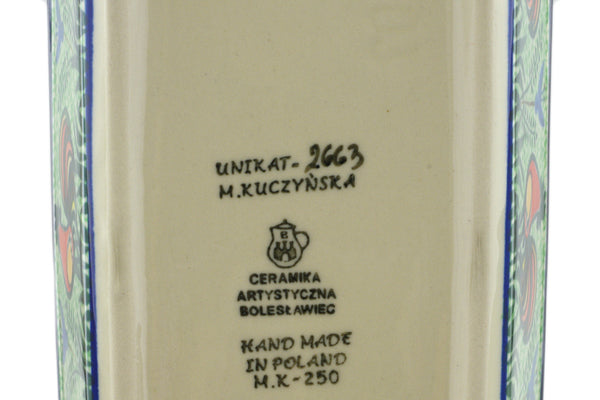 UNIKAT- 2663
M.KUCZYŃSKA
B
CERAMIKA
ARTYSTYCZNA
BOLESŁAWIEC
HAND MADE
IN POLAND
M.K-250